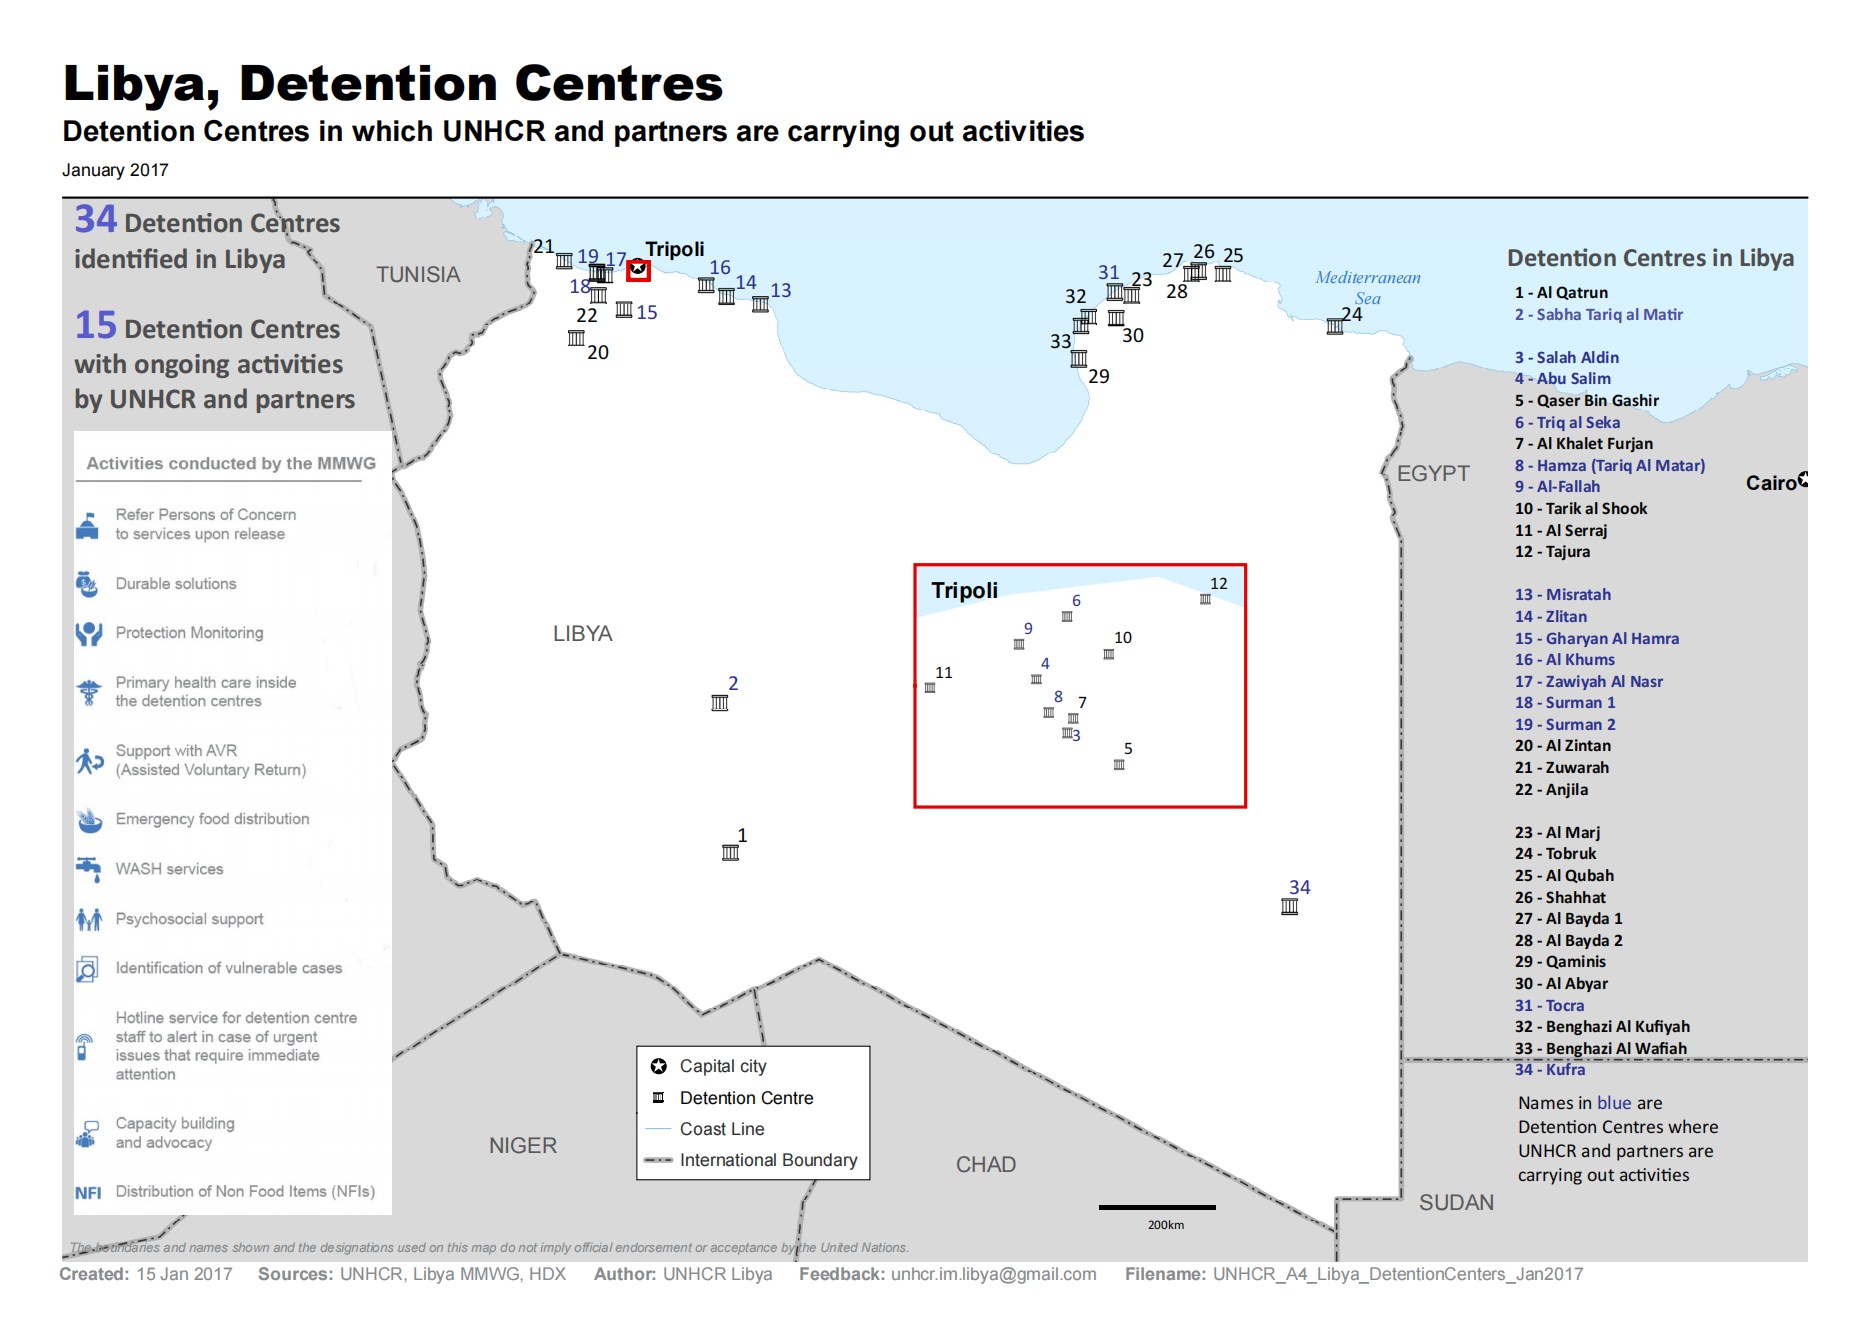 Libya, Detention Centres
Detention Centres in which UNHCR and partners are carrying out activities
January 2017
34 Detention Centres
identified in Libya
15 Detention Centres
with ongoing activities
by UNHCR and partners
Activities conducted by the MMWG
Refer Persons of Concern
to services upon release
Durable solutions
Protection Monitoring
Primary health care inside
the detention centres
Support with AVR
(Assisted Voluntary Return)
Emergency food distribution
WASH services
Psychosocial support
Identification of vulnerable cases
Hotline service for detention centre
staff to alert in case of urgent
issues that require immediate
attention
Capacity building
and advocacy
NFI Distribution of Non Food Items (NFIs)
TUNISIA
21
19
17
Tripoli
18
22
15
20
16
14
13
31
23
32
30
33
29
27
26
25
28
Mediterranean
Sea
24
EGYPT
Cairo
LIBYA
2
1
34
Tripoli
12
6
9
10
4
11
8
7
3
5
NIGER
CHAD
SUDAN
Capital city
Detention Centre
Coast Line
International Boundary
200km
Detention Centres in Libya
1 - Al Qatrun
2 - Sabha Tariq al Matir
3 - Salah Aldin
4 - Abu Salim
5 - Qaser Bin Gashir
6 - Triq al Seka
7 - Al Khalet Furjan
8 - Hamza (Tariq Al Matar)
9 - Al-Fallah
10 - Tarik al Shook
11 - Al Serraj
12 - Tajura
13 - Misratah
14 - Zlitan
15 - Gharyan Al Hamra
16 - Al Khums
17 - Zawiyah Al Nasr
18 - Surman 1
19 - Surman 2
20 - Al Zintan
21 - Zuwarah
22 - Anjila
23 - Al Marj
24 - Tobruk
25 - Al Qubah
26 - Shahhat
27 - Al Bayda 1
28 - Al Bayda 2
29 - Qaminis
30 - Al Abyar
31 - Tocra
32 - Benghazi Al Kufiyah
33 - Benghazi Al Wafiah
34 - Kufra
Names in blue are
Detention Centres where
UNHCR and partners are
carrying out activities
The boundaries and names shown and the designations used on this map do not imply official endorsement or acceptance by the United Nations.
Created: 15 Jan 2017 Sources: UNHCR, Libya MMWG, HDX Author: UNHCR Libya Feedback: unhcr.im.libya@gmail.com Filename: UNHCR_A4_Libya_DetentionCenters_Jan2017